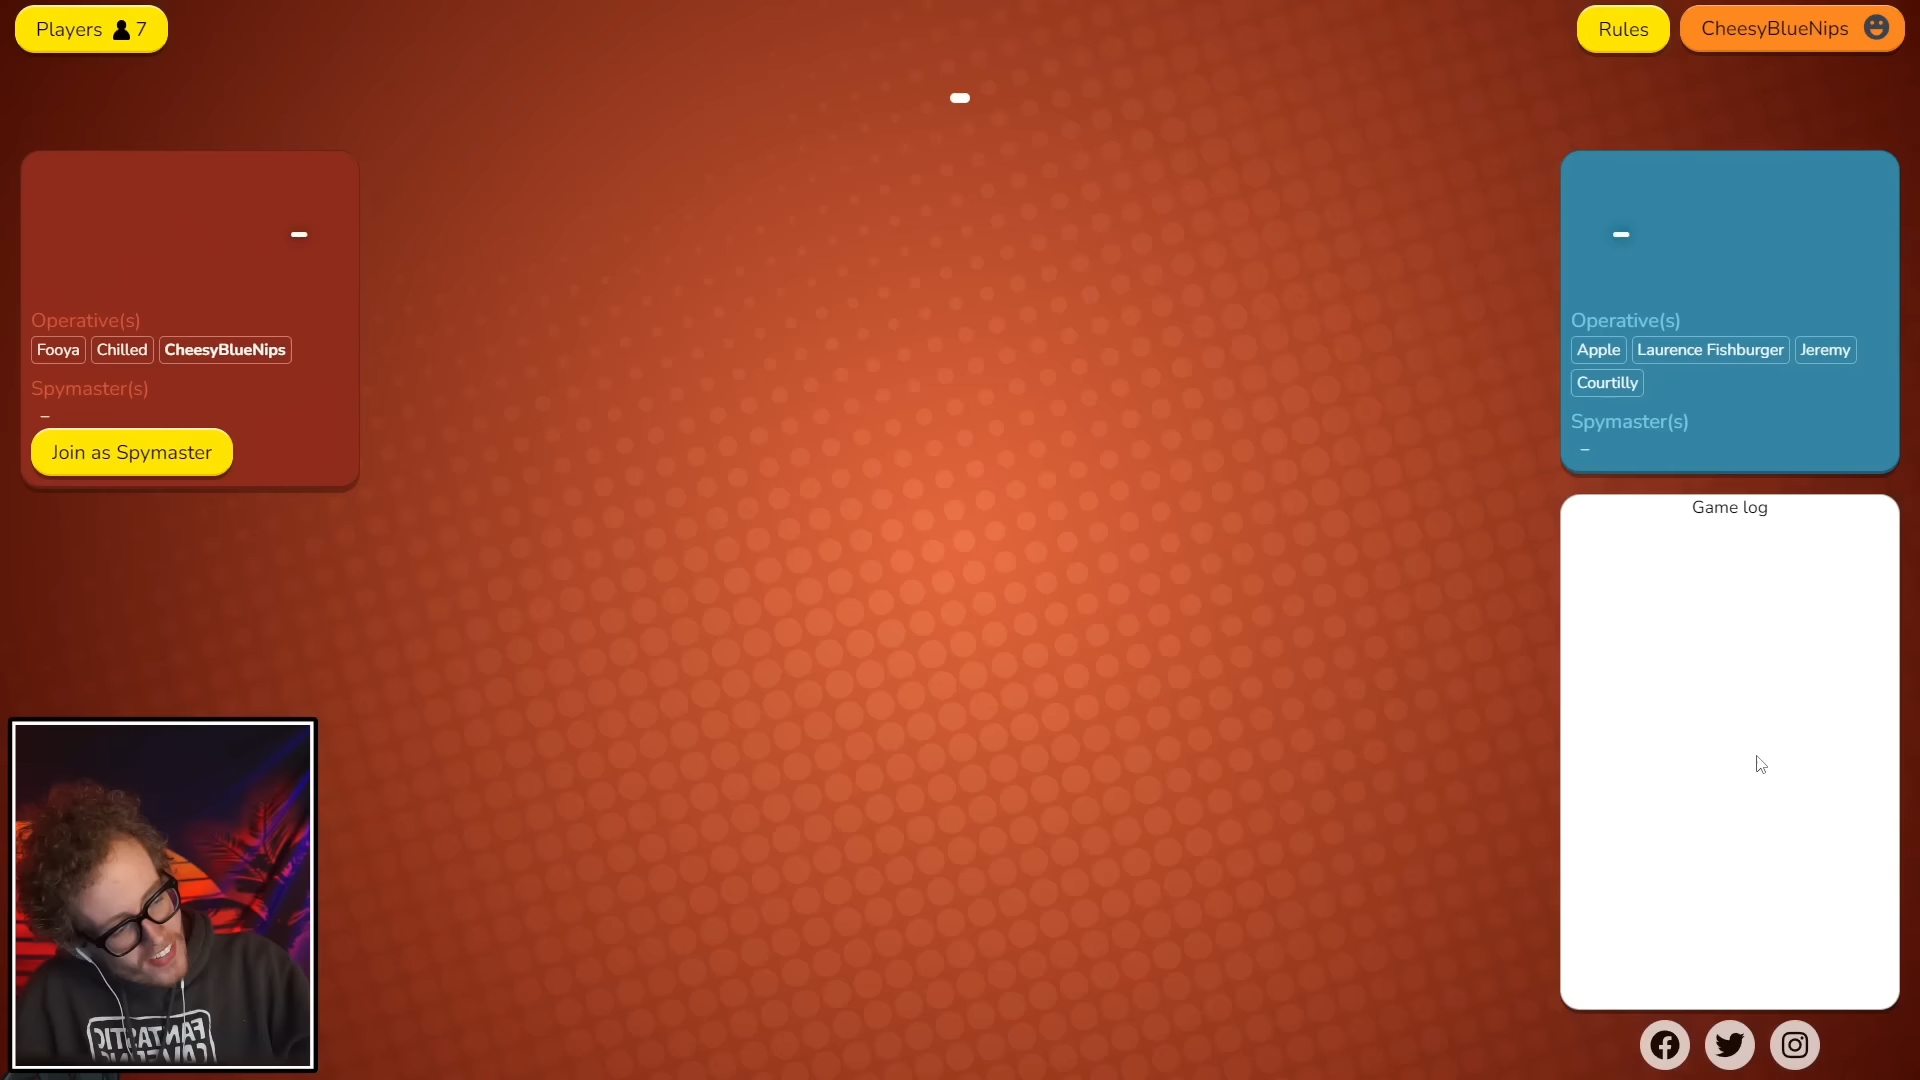 Players 7
Rules
CheesyBlueNips
-
-
Operative(s)
Fooya Chilled CheesyBlueNips
Spymaster(s)
–
Join as Spymaster
-
Operative(s)
Apple Laurence Fishburger Jeremy
Courtilly
Spymaster(s)
–
Game log
FANTASTIC